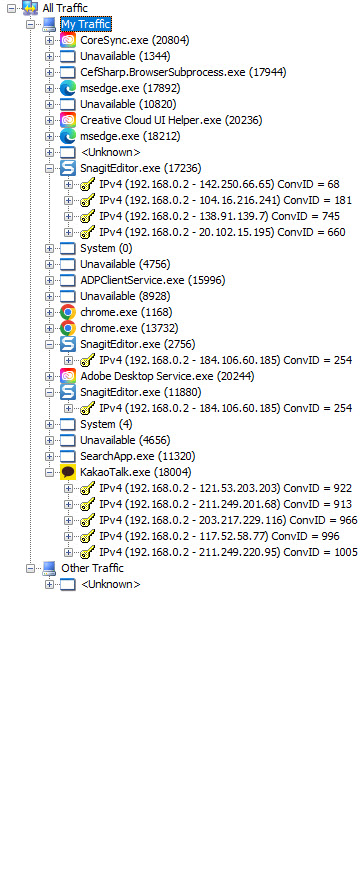 All Traffic
My Traffic
CoreSync.exe (20804)
Unavailable (1344)
CefSharp.BrowserSubprocess.exe (17944)
msedge.exe (17892)
Unavailable (10820)
Creative Cloud UI Helper.exe (20236)
msedge.exe (18212)
<Unknown>
SnagitEditor.exe (17236)
IPv4 (192.168.0.2 - 142.250.66.65) ConvID = 68
IPv4 (192.168.0.2 - 104.16.216.241) ConvID = 181
IPv4 (192.168.0.2 - 138.91.139.7) ConvID = 745
IPv4 (192.168.0.2 - 20.102.15.195) ConvID = 660
System (0)
Unavailable (4756)
ADPClientService.exe (15996)
Unavailable (8928)
chrome.exe (1168)
chrome.exe (13732)
SnagitEditor.exe (2756)
IPv4 (192.168.0.2 - 184.106.60.185) ConvID = 254
Adobe Desktop Service.exe (20244)
SnagitEditor.exe (11880)
IPv4 (192.168.0.2 - 184.106.60.185) ConvID = 254
System (4)
Unavailable (4656)
SearchApp.exe (11320)
KakaoTalk.exe (18004)
IPv4 (192.168.0.2 - 121.53.203.203) ConvID = 922
IPv4 (192.168.0.2 - 211.249.201.68) ConvID = 913
IPv4 (192.168.0.2 - 203.217.229.116) ConvID = 966
IPv4 (192.168.0.2 - 117.52.58.77) ConvID = 996
IPv4 (192.168.0.2 - 211.249.220.95) ConvID = 1005
Other Traffic
<Unknown>